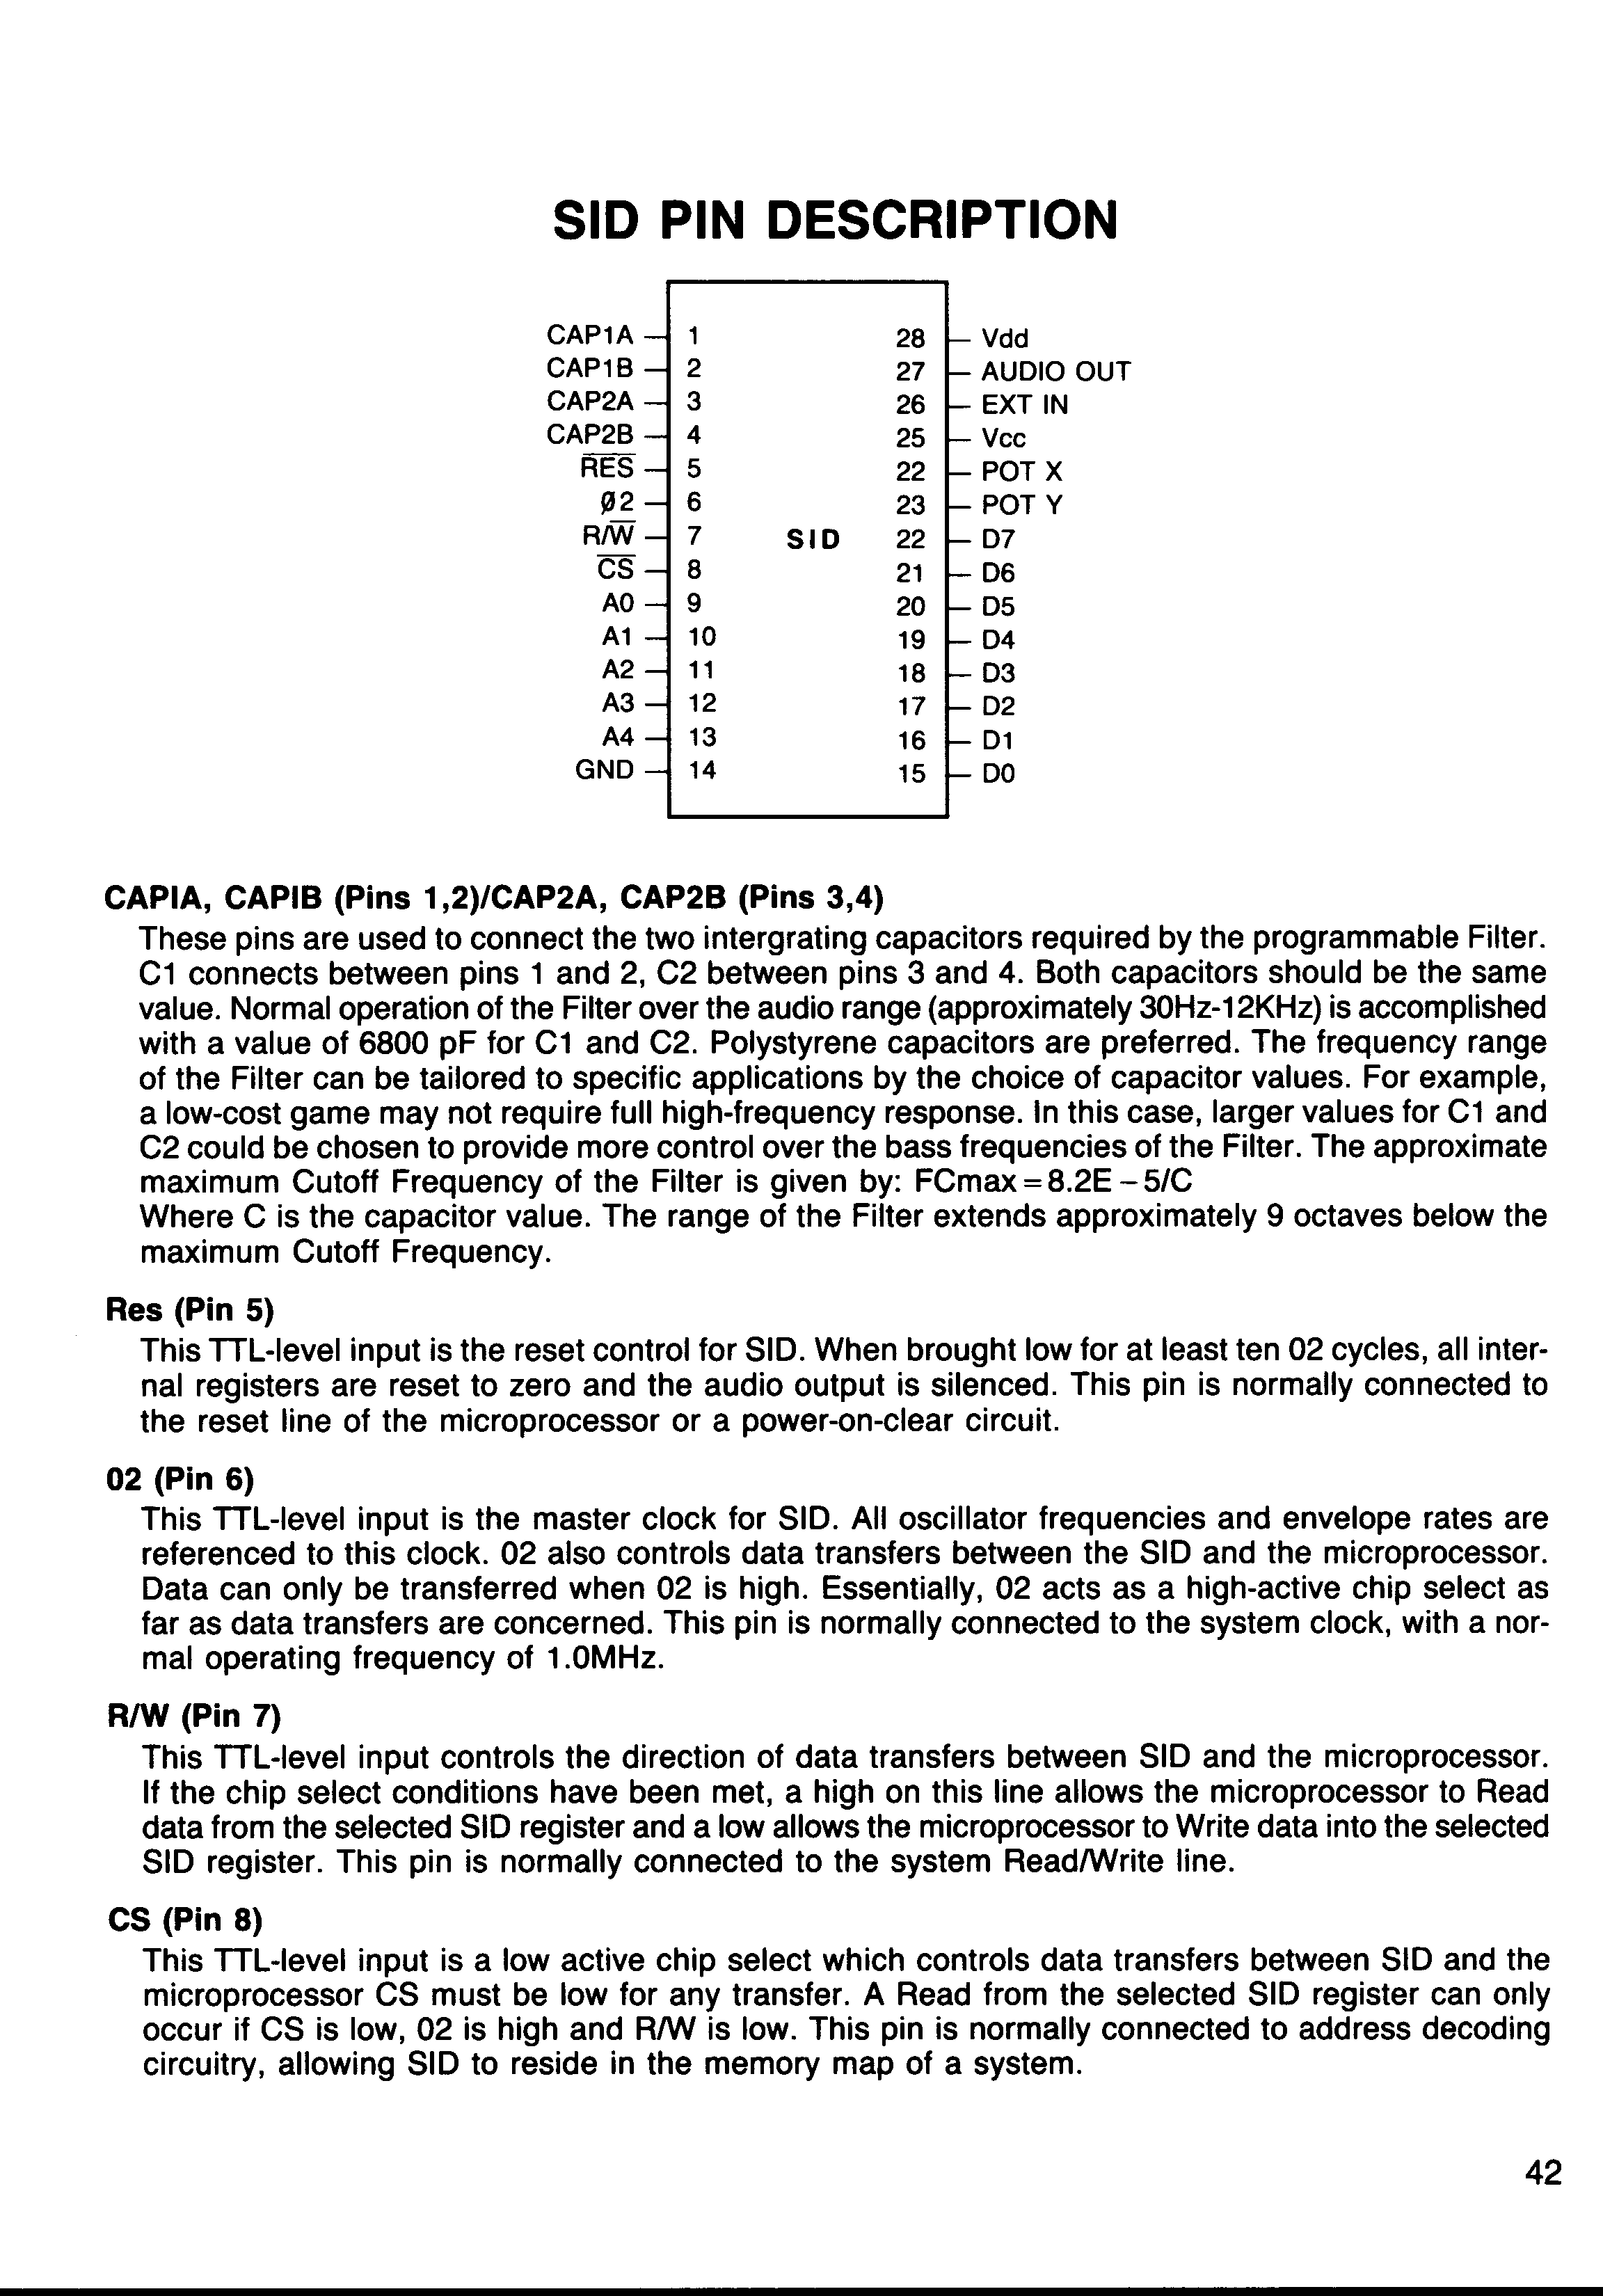 SID PIN DESCRIPTION
CAP1A 1 28 Vdd
CAP1B 2 27 AUDIO OUT
CAP2A 3 26 EXT IN
CAP2B 4 25 Vcc
RES 5 22 POT X
Ø2 6 23 POT Y
R/W 7 SID 22 D7
CS 8 21 D6
A0 9 20 D5
A1 10 19 D4
A2 11 18 D3
A3 12 17 D2
A4 13 16 D1
GND 14 15 D0
CAPIA, CAPIB (Pins 1,2)/CAP2A, CAP2B (Pins 3,4)
These pins are used to connect the two intergrating capacitors required by the programmable Filter.
C1 connects between pins 1 and 2, C2 between pins 3 and 4. Both capacitors should be the same
value. Normal operation of the Filter over the audio range (approximately 30Hz-12KHz) is accomplished
with a value of 6800 pF for C1 and C2. Polystyrene capacitors are preferred. The frequency range
of the Filter can be tailored to specific applications by the choice of capacitor values. For example,
a low-cost game may not require full high-frequency response. In this case, larger values for C1 and
C2 could be chosen to provide more control over the bass frequencies of the Filter. The approximate
maximum Cutoff Frequency of the Filter is given by: FCmax=8.2E–5/C
Where C is the capacitor value. The range of the Filter extends approximately 9 octaves below the
maximum Cutoff Frequency.
Res (Pin 5)
This TTL-level input is the reset control for SID. When brought low for at least ten 02 cycles, all inter-
nal registers are reset to zero and the audio output is silenced. This pin is normally connected to
the reset line of the microprocessor or a power-on-clear circuit.
02 (Pin 6)
This TTL-level input is the master clock for SID. All oscillator frequencies and envelope rates are
referenced to this clock. 02 also controls data transfers between the SID and the microprocessor.
Data can only be transferred when 02 is high. Essentially, 02 acts as a high-active chip select as
far as data transfers are concerned. This pin is normally connected to the system clock, with a nor-
mal operating frequency of 1.0MHz.
R/W (Pin 7)
This TTL-level input controls the direction of data transfers between SID and the microprocessor.
If the chip select conditions have been met, a high on this line allows the microprocessor to Read
data from the selected SID register and a low allows the microprocessor to Write data into the selected
SID register. This pin is normally connected to the system Read/Write line.
CS (Pin 8)
This TTL-level input is a low active chip select which controls data transfers between SID and the
microprocessor CS must be low for any transfer. A Read from the selected SID register can only
occur if CS is low, 02 is high and R/W is low. This pin is normally connected to address decoding
circuitry, allowing SID to reside in the memory map of a system.
42